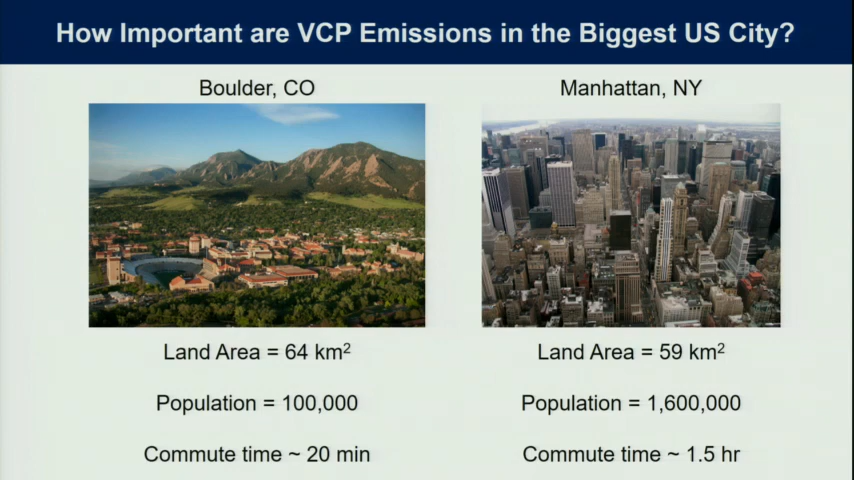 How Important are VCP Emissions in the Biggest US City?
Boulder, CO
Manhattan, NY
Land Area = 64 km²
Land Area = 59 km²
Population = 100,000
Population = 1,600,000
Commute time ~ 20 min
Commute time ~ 1.5 hr